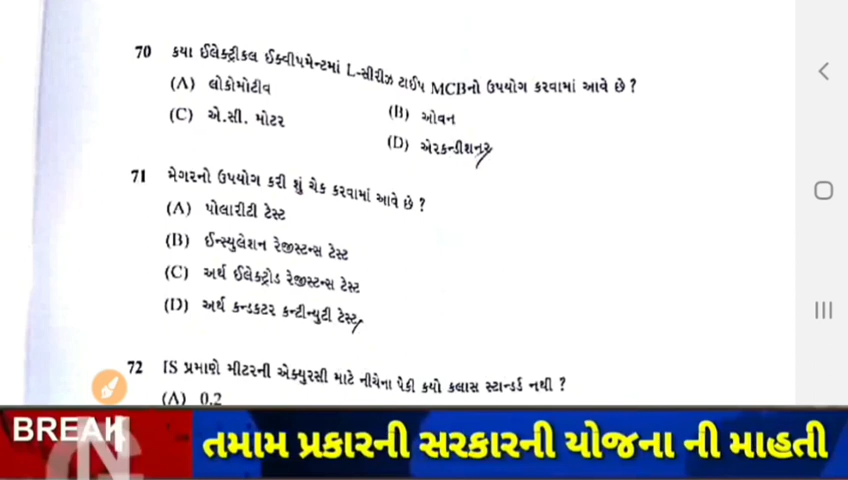 70 કયા ઈલેક્ટ્રીકલ ઈક્વીપમેન્ટમાં L-સીરીઝ ટાઈપ MCBનો ઉપયોગ કરવામાં આવે છે ?
(A) લોકોમોટીવ
(B) ઓવન
(C) એ.સી. મોટર
(D) એરકન્ડીશનર
71 મેગરનો ઉપયોગ કરી શું ચેક કરવામાં આવે છે ?
(A) પોલારીટી ટેસ્ટ
(B) ઈન્સ્યુલેશન રેજીસ્ટન્સ ટેસ્ટ
(C) અર્થ ઈલેક્ટ્રોડ રેજીસ્ટન્સ ટેસ્ટ
(D) અર્થ કન્ડકટર કન્ટીન્યુટી ટેસ્ટ
72 IS પ્રમાણે મીટરની એક્યુરસી માટે નીચેના પૈકી કયો કલાસ સ્ટાન્ડર્ડ નથી ?
(A) 0.2
BREAK
તમામ પ્રકારની સરકારની યોજના ની માહતી